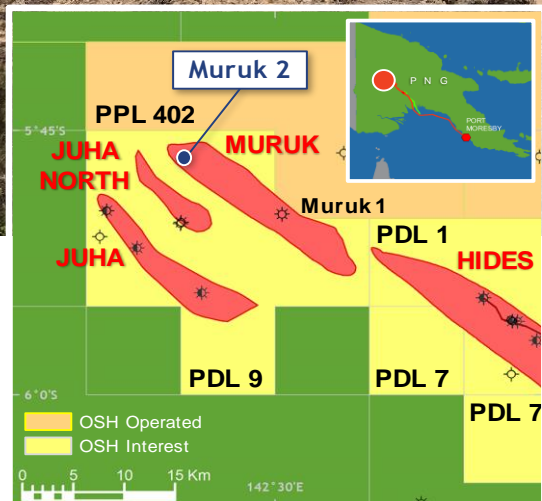 Muruk 2
P N G
PORT
MORESBY
PPL 402
5°45'S
JUHA
NORTH
MURUK
Muruk 1
PDL 1
JUHA
HIDES
PDL 9
PDL 7
6°0'S
PDL 7
OSH Operated
OSH Interest
0 5 10 15 Km
142°30'E